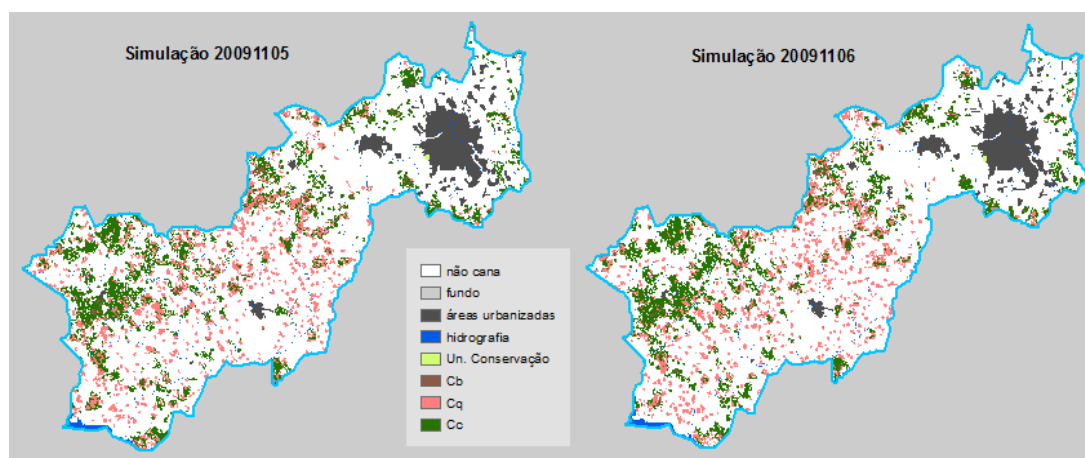 Simulação 20091105
Simulação 20091106
não cana
fundo
áreas urbanizadas
hidrografia
Un. Conservação
Cb
Cq
Cc